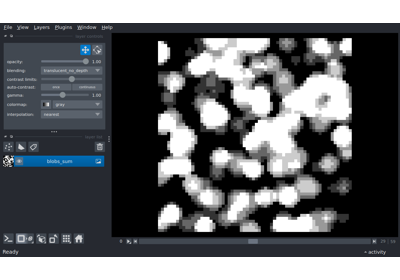 File View Layers Plugins Window Help
opacity: 1.00
blending: translucent_no_depth
contrast limits:
auto-contrast: once continuous
gamma: 1.00
colormap: gray
interpolation: nearest
blobs_sum
Ready
activity